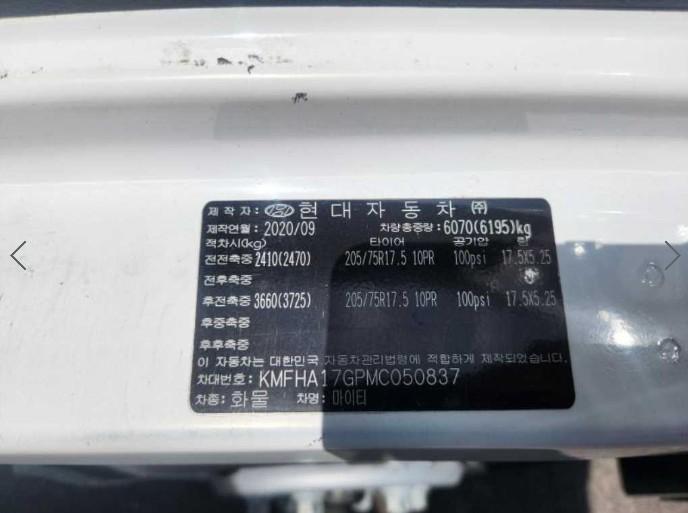 제작자: HYUNDAI 현대자동차 ㈜
제작연월: 2020/09 차량총중량: 6070(6195)kg
적차시(kg) 타이어 공기압 림
전전축중 2410(2470) 205/75R17.5 10PR 100psi 17.5X5.25
전후축중
후전축중 3660(3725) 205/75R17.5 10PR 100psi 17.5X5.25
후중축중
후후축중
이 자동차는 대한민국 자동차관리법령에 적합하게 제작되었습니다.
차대번호: KMFHA17GPMC050837
차종: 화물 차명: 마이티